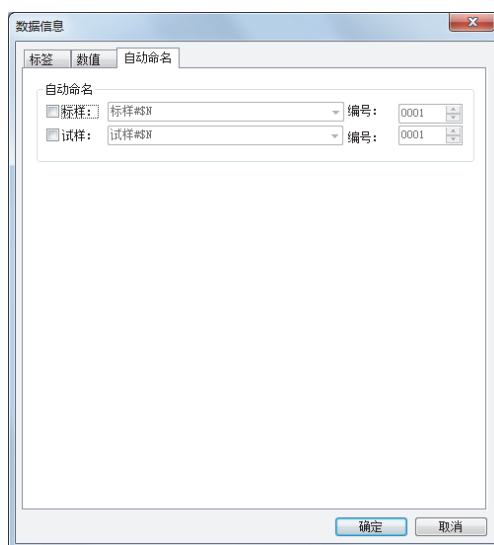 数据信息
标签 数值 自动命名
自动命名
标样： 标样#$N 编号： 0001
试样： 试样#$N 编号： 0001
确定 取消